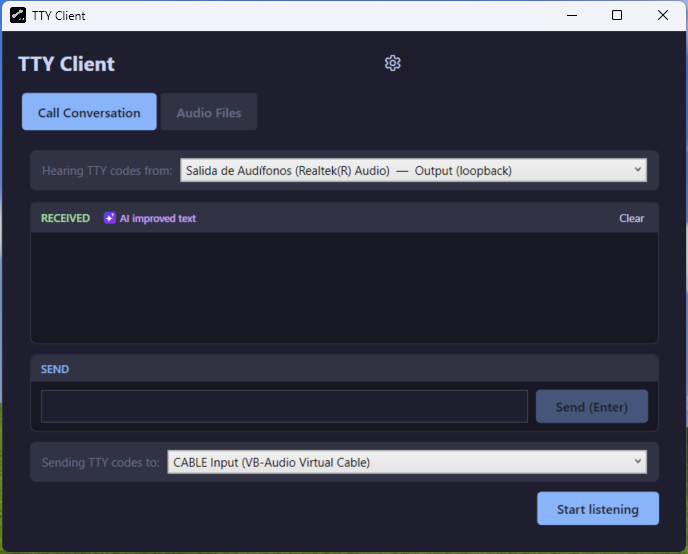 TTY Client
TTY Client
Call Conversation
Audio Files
Hearing TTY codes from:
Salida de Audífonos (Realtek(R) Audio) — Output (loopback)
RECEIVED
AI improved text
Clear
SEND
Send (Enter)
Sending TTY codes to:
CABLE Input (VB-Audio Virtual Cable)
Start listening